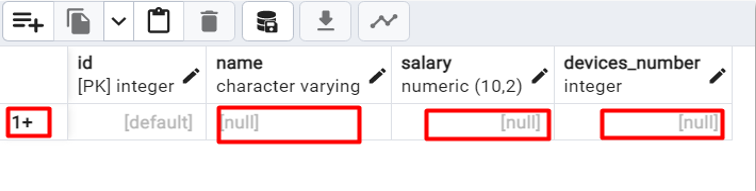 id name salary devices_number
[PK] integer character varying numeric (10,2) integer
1+ [default] [null] [null] [null]